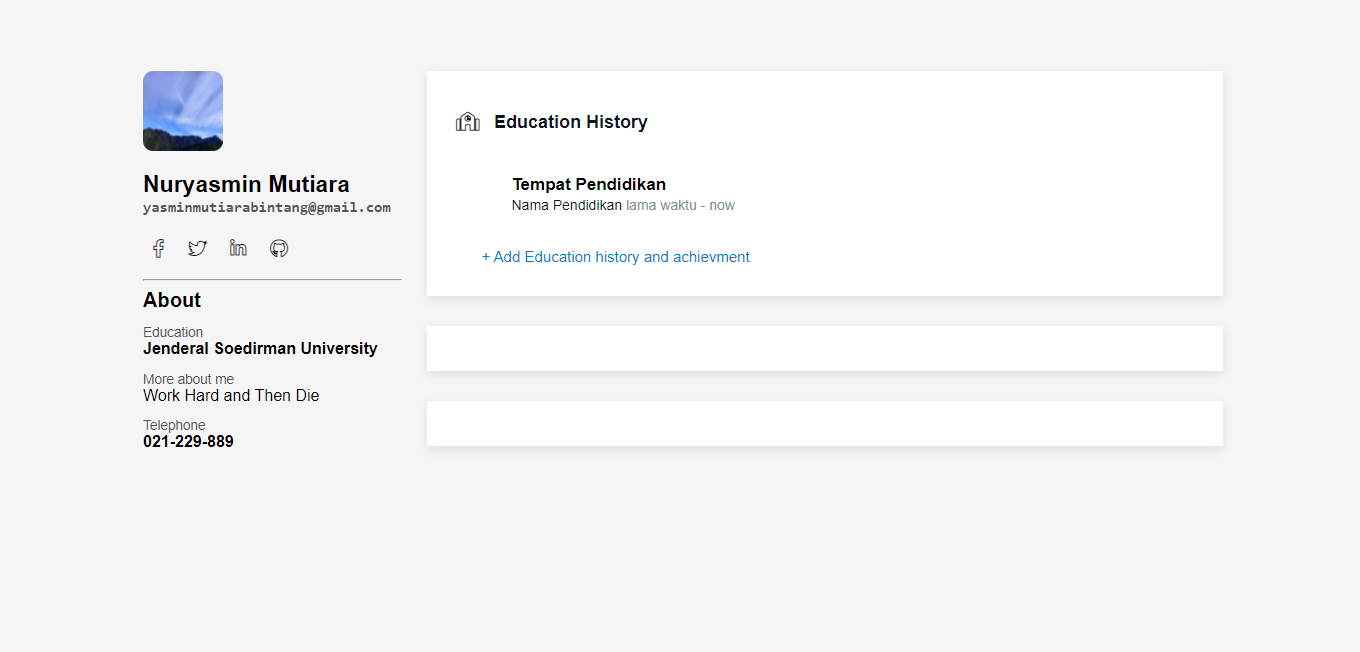 Nuryasmin Mutiara
yasminmutiarabintang@gmail.com
About
Education
Jenderal Soedirman University
More about me
Work Hard and Then Die
Telephone
021-229-889
Education History
Tempat Pendidikan
Nama Pendidikan lama waktu - now
+ Add Education history and achievment